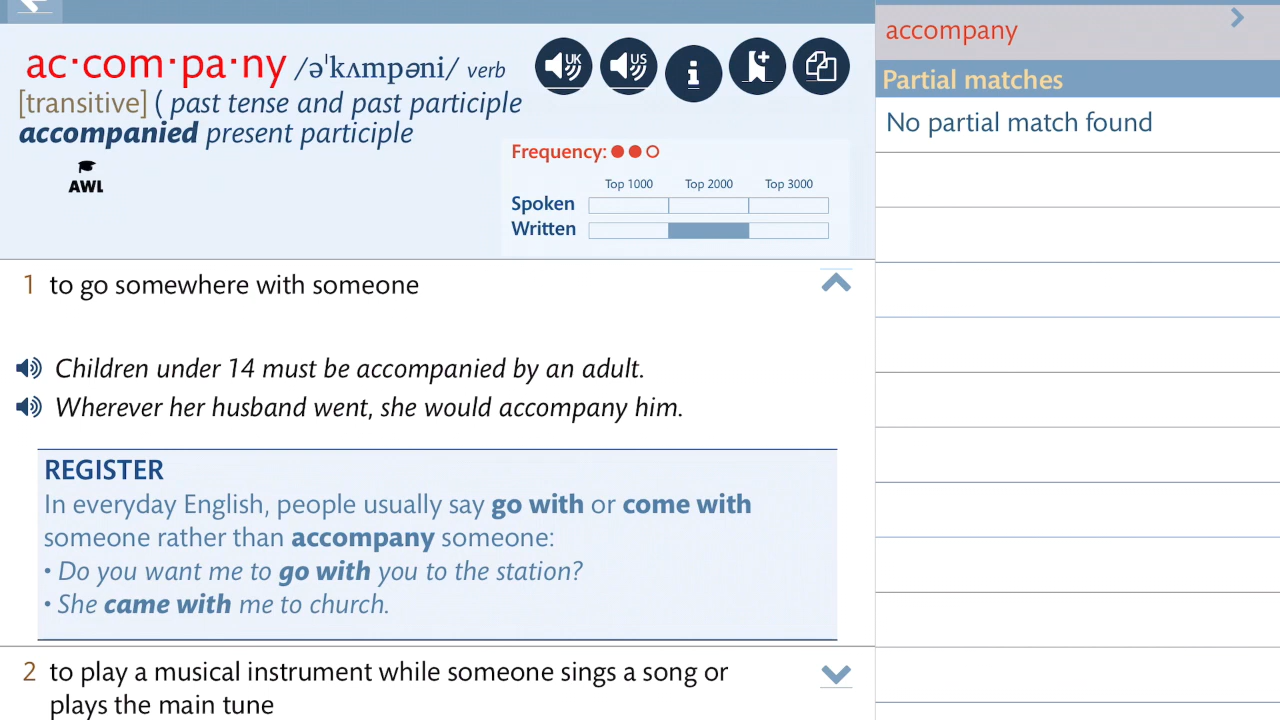 ac·com·pa·ny /əˈkʌmpəni/ verb
[transitive] ( past tense and past participle
accompanied present participle
AWL
UK
US
i
Frequency:
Top 1000 Top 2000 Top 3000
Spoken
Written
1 to go somewhere with someone
Children under 14 must be accompanied by an adult.
Wherever her husband went, she would accompany him.
REGISTER
In everyday English, people usually say go with or come with
someone rather than accompany someone:
• Do you want me to go with you to the station?
• She came with me to church.
2 to play a musical instrument while someone sings a song or
plays the main tune
accompany
Partial matches
No partial match found